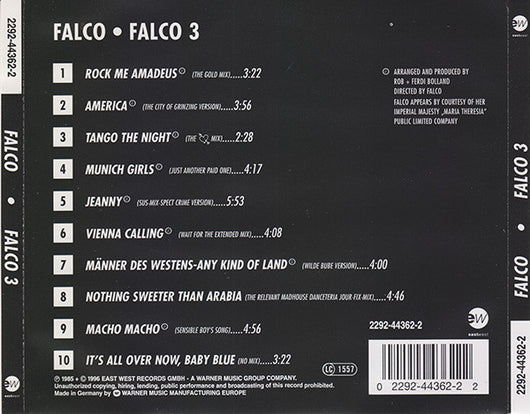 2292-44362-2
FALCO • FALCO 3
FALCO • FALCO 3
1 ROCK ME AMADEUS (THE GOLD MIX).....3:22
2 AMERICA (THE CITY OF GRINZING VERSION)....3:56
3 TANGO THE NIGHT (THE MIX)....2:28
4 MUNICH GIRLS (JUST ANOTHER PAID ONE)....4:17
5 JEANNY (SUS-MIX-SPECT CRIME VERSION)....5:53
6 VIENNA CALLING (WAIT FOR THE EXTENDED MIX)....4:08
7 MÄNNER DES WESTENS-ANY KIND OF LAND (WILDE BUBE VERSION)....4:00
8 NOTHING SWEETER THAN ARABIA (THE RELEVANT MADHOUSE DANCETERIA JOUR-FIX-MIX)....4:46
9 MACHO MACHO (SENSIBLE BOY'S SONG)....4:56
10 IT'S ALL OVER NOW, BABY BLUE (NO MIX)....3:22
ARRANGED AND PRODUCED BY
ROB + FERDI BOLLAND
DIRECTED BY FALCO
FALCO APPEARS BY COURTESY OF HER
IMPERIAL MAJESTY „MARIA THERESIA"
PUBLIC LIMITED COMPANY
ew
eastwest
2292-44362-2
0 02292-44362-2 2
LC 1557
℗ 1985 + © 1996 EAST WEST RECORDS GMBH - A WARNER MUSIC GROUP COMPANY.
Unauthorized copying, hiring, lending, public performance and broadcasting of this record prohibited.
Made in Germany by WARNER MUSIC MANUFACTURING EUROPE
FALCO • FALCO 3
2292-44362-2
ew